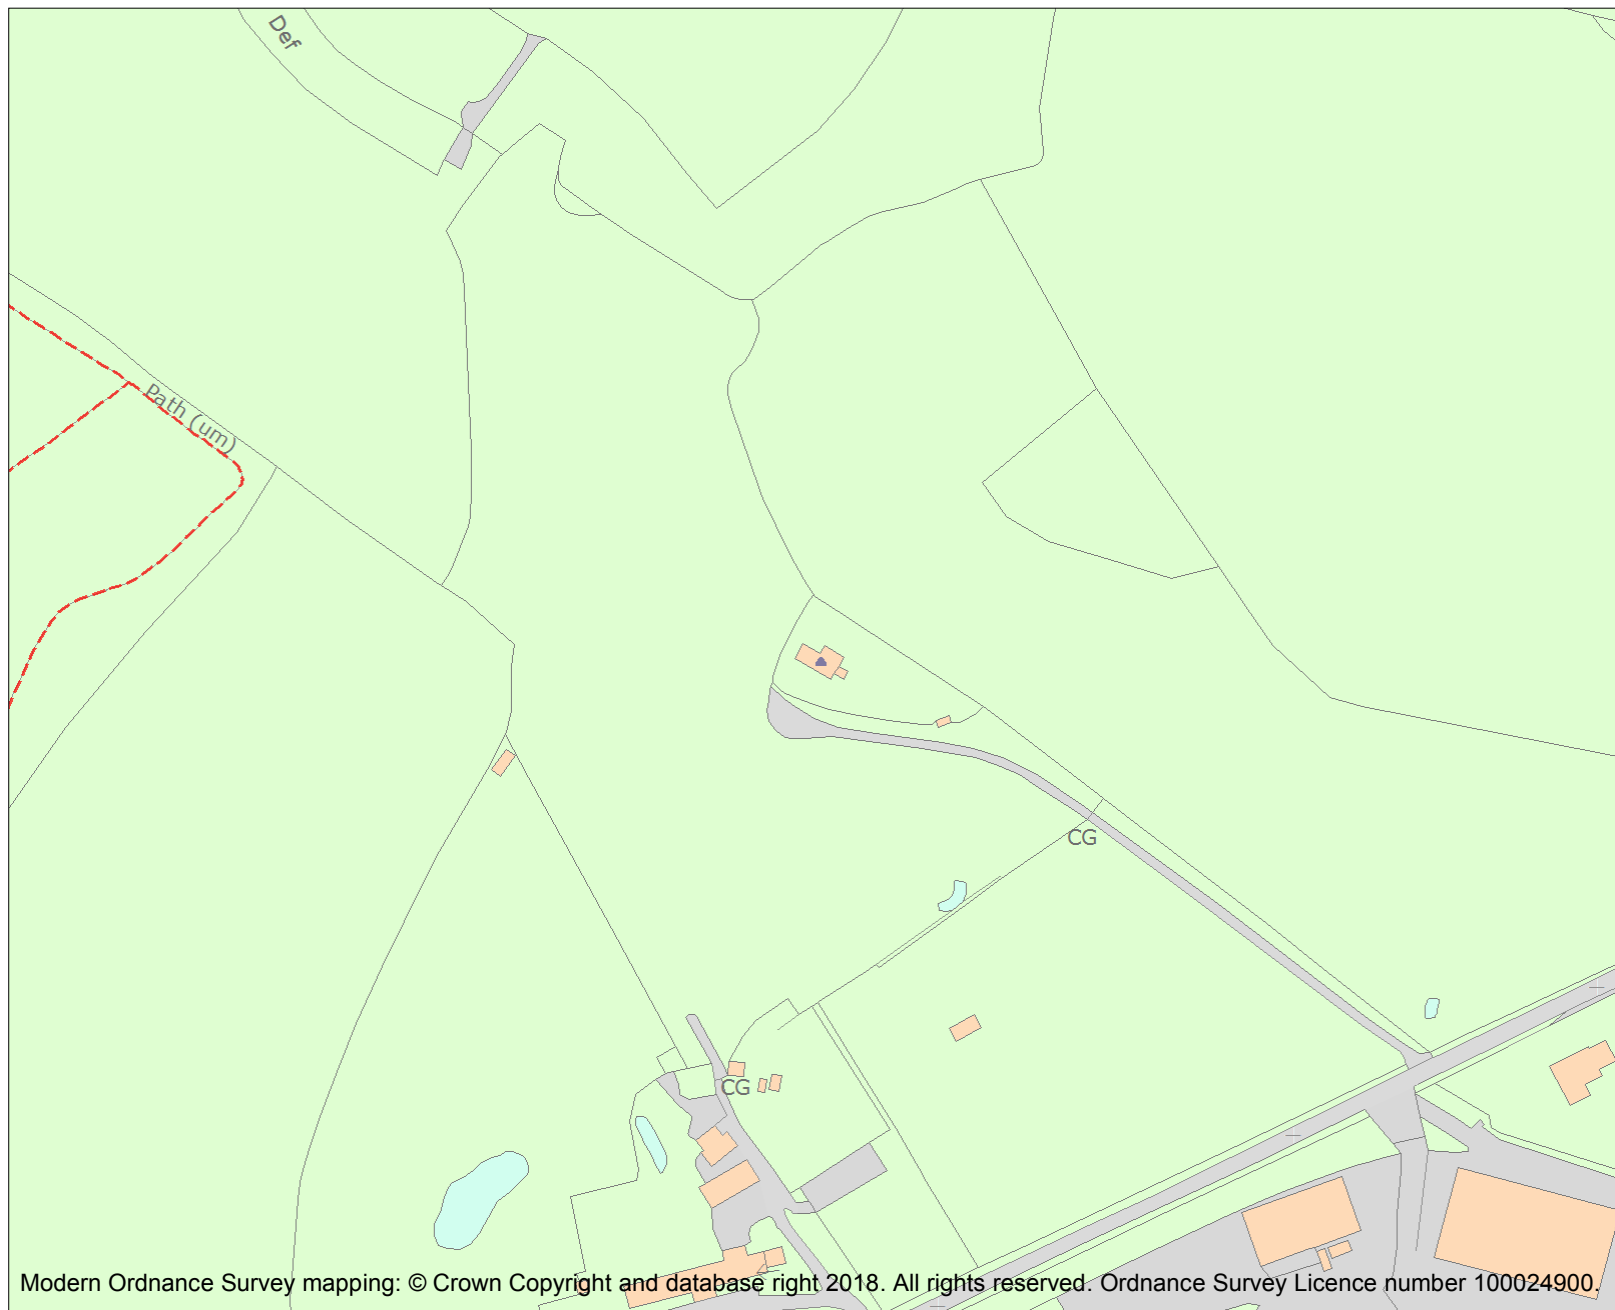 Def
Path (um)
CG
CG
Modern Ordnance Survey mapping: © Crown Copyright and database right 2018. All rights reserved. Ordnance Survey Licence number 100024900.